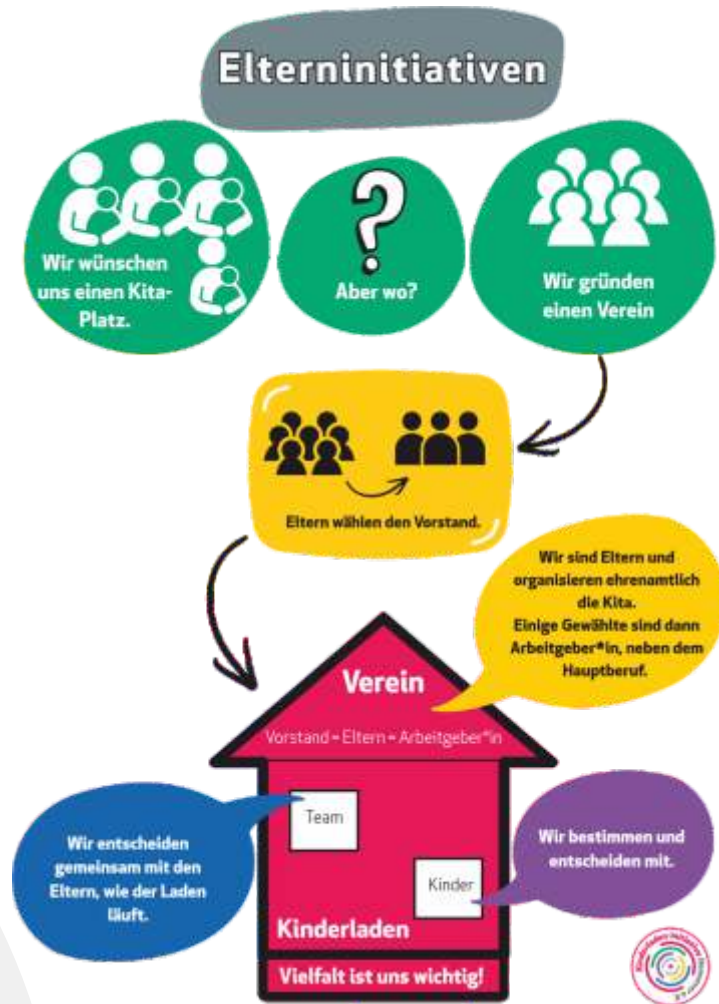 Elterninitiativen
Wir wünschen
uns einen Kita-
Platz.
?
Aber wo?
Wir gründen
einen Verein
Eltern wählen den Vorstand.
Wir sind Eltern und
organisieren ehrenamtlich
die Kita.
Einige Gewählte sind dann
Arbeitgeber*in, neben dem
Hauptberuf.
Verein
Vorstand = Eltern = Arbeitgeber*in
Team
Wir entscheiden
gemeinsam mit den
Eltern, wie der Laden
läuft.
Wir bestimmen und
entscheiden mit.
Kinder
Kinderladen
Vielfalt ist uns wichtig!
Kinderladen-Initiative